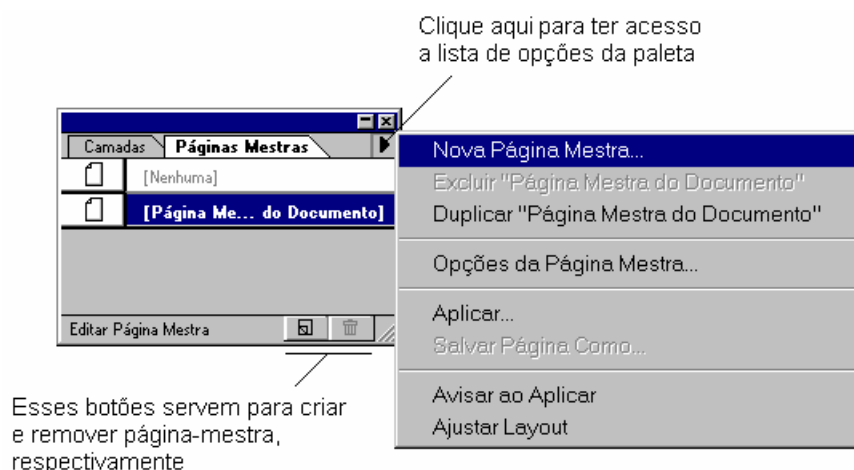 Clique aqui para ter acesso
a lista de opções da paleta
Camadas
Páginas Mestras
[Nenhuma]
[Página Me... do Documento]
Editar Página Mestra
Nova Página Mestra...
Excluir "Página Mestra do Documento"
Duplicar "Página Mestra do Documento"
Opções da Página Mestra...
Aplicar...
Salvar Página Como...
Avisar ao Aplicar
Ajustar Layout
Esses botões servem para criar
e remover página-mestra,
respectivamente